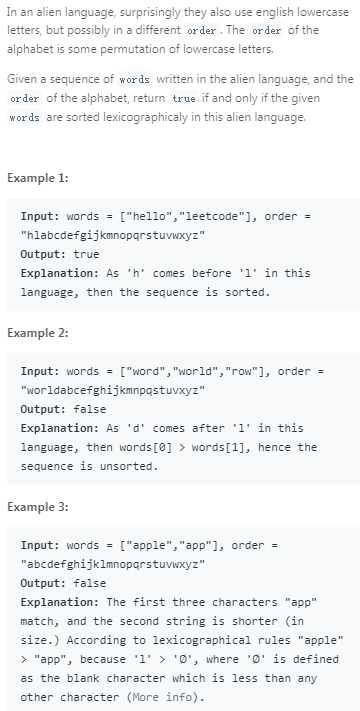 In an alien language, surprisingly they also use english lowercase
letters, but possibly in a different order . The order of the
alphabet is some permutation of lowercase letters.
Given a sequence of words written in the alien language, and the
order of the alphabet, return true if and only if the given
words are sorted lexicographicaly in this alien language.
Example 1:
Input: words = ["hello","leetcode"], order =
"hlabcdefgijkmnopqrstuvwxyz"
Output: true
Explanation: As 'h' comes before 'l' in this
language, then the sequence is sorted.
Example 2:
Input: words = ["word","world","row"], order =
"worldabcefghijkmnpqstuvxyz"
Output: false
Explanation: As 'd' comes after 'l' in this
language, then words[0] > words[1], hence the
sequence is unsorted.
Example 3:
Input: words = ["apple","app"], order =
"abcdefghijklmnopqrstuvwxyz"
Output: false
Explanation: The first three characters "app"
match, and the second string is shorter (in
size.) According to lexicographical rules "apple"
> "app", because 'l' > '∅', where '∅' is defined
as the blank character which is less than any
other character (More info).